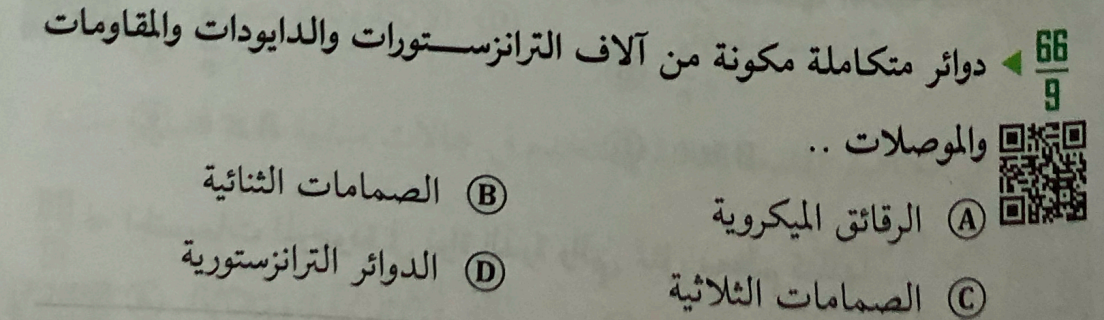 66
9
◀ دوائر متكاملة مكونة من آلاف الترانزستورات والدايودات والمقاومات
والموصلات ..
A الرقائق الميكروية
B الصمامات الثنائية
C الصمامات الثلاثية
D الدوائر الترانزستورية